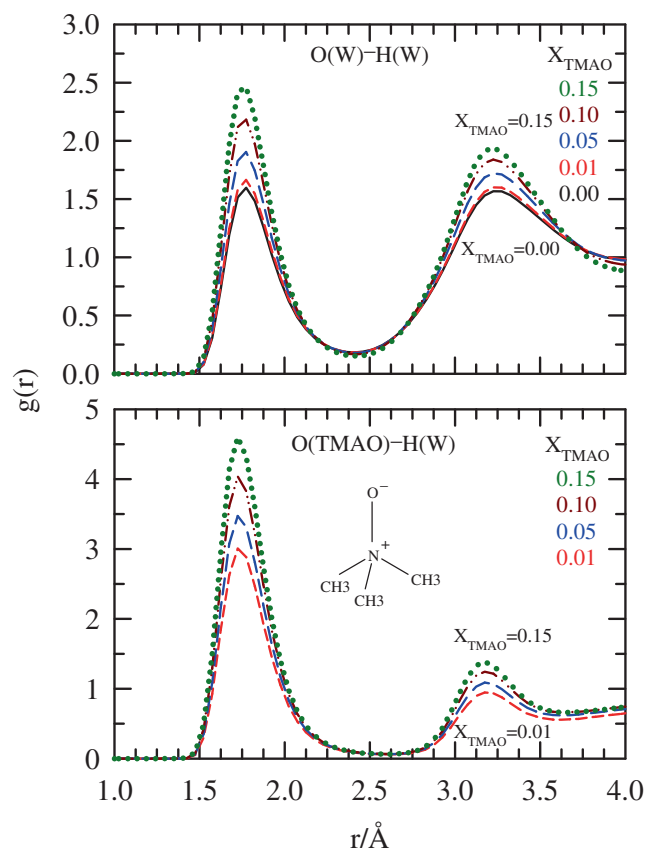 O(W)−H(W)
X_TMAO
0.15
0.10
0.05
0.01
0.00
X_TMAO=0.15
X_TMAO=0.00
3.0
2.5
2.0
1.5
1.0
0.5
0.0
g(r)
O(TMAO)−H(W)
X_TMAO
0.15
0.10
0.05
0.01
O−
N+
CH3
CH3
CH3
X_TMAO=0.15
X_TMAO=0.01
5
4
3
2
1
0
1.0 1.5 2.0 2.5 3.0 3.5 4.0
r/Å